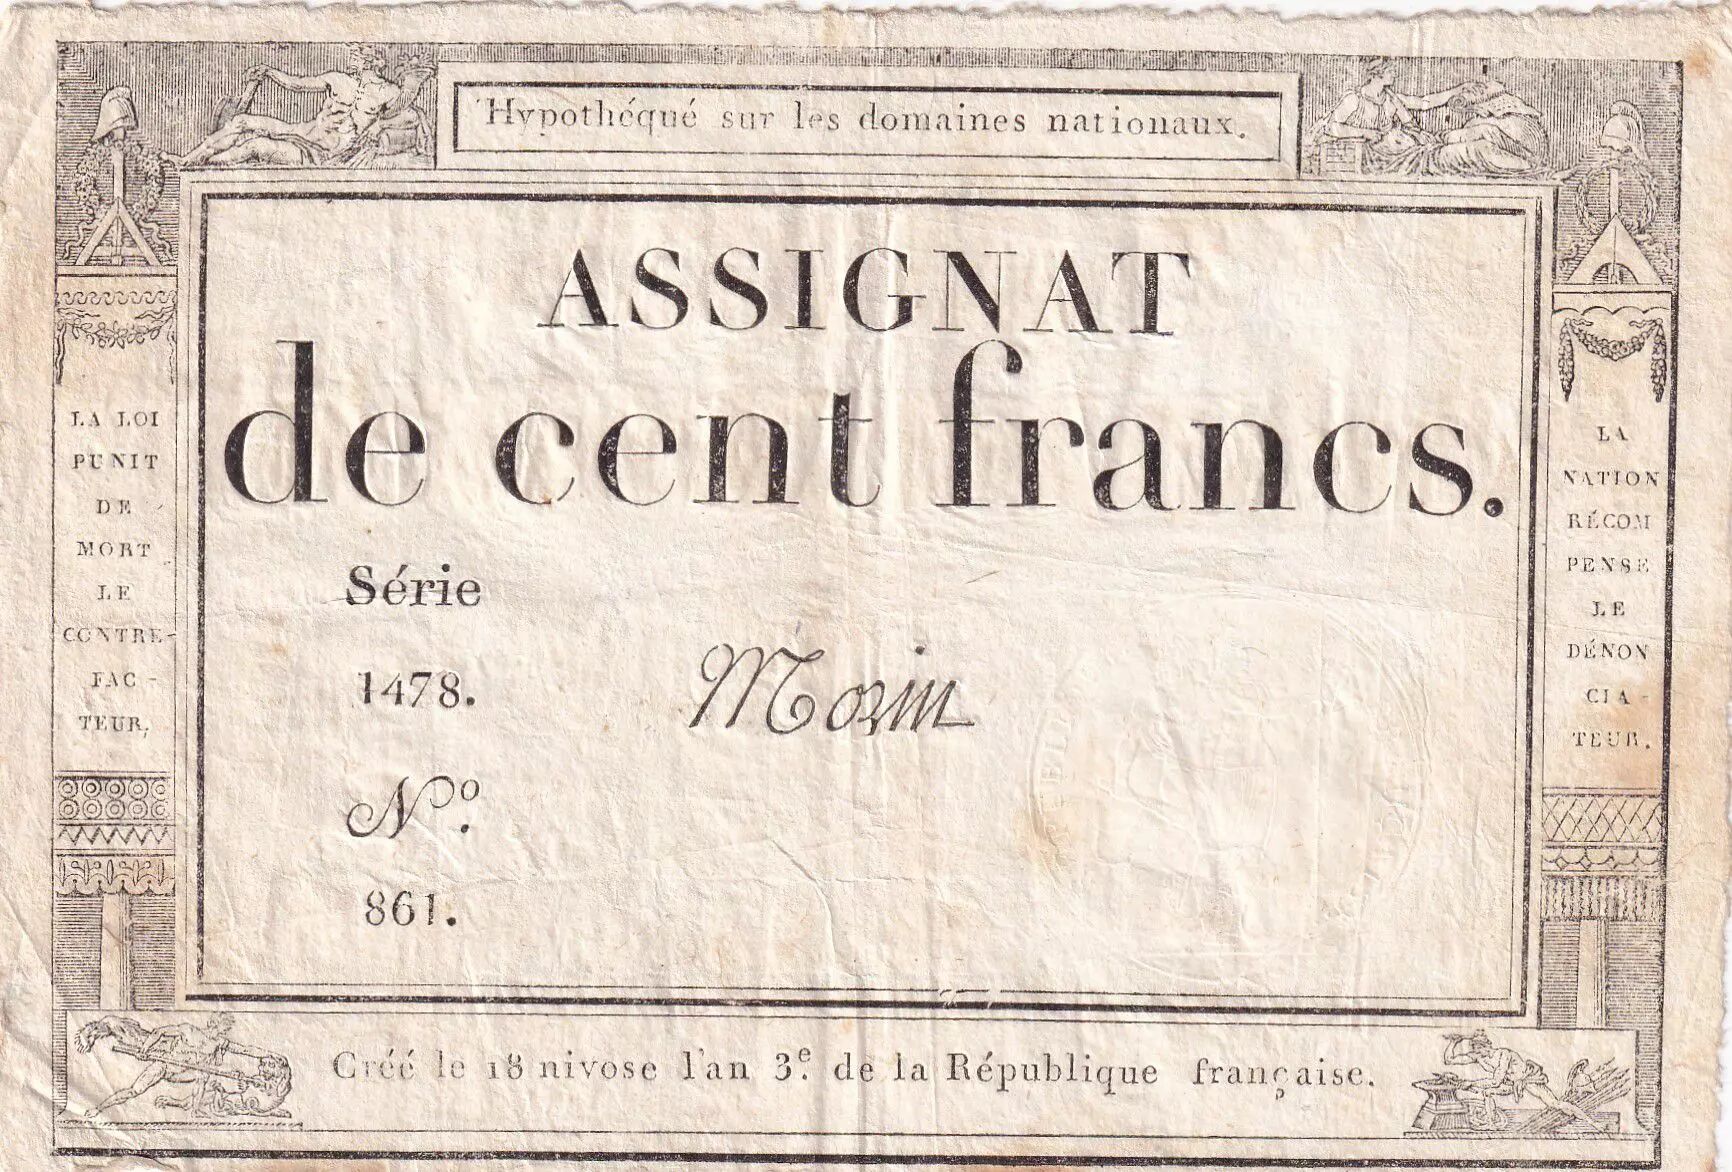 Hypothéqué sur les domaines nationaux.
ASSIGNAT
de cent francs.
Série
1478.
Morin
Nº.
861.
LA LOI
PUNIT
DE
MORT
LE
CONTRE-
FAC-
TEUR.
LA
NATION
RÉCOM
PENSE
LE
DÉNON
CIA-
TEUR.
Créé le 18 nivose l'an 3e. de la République française.